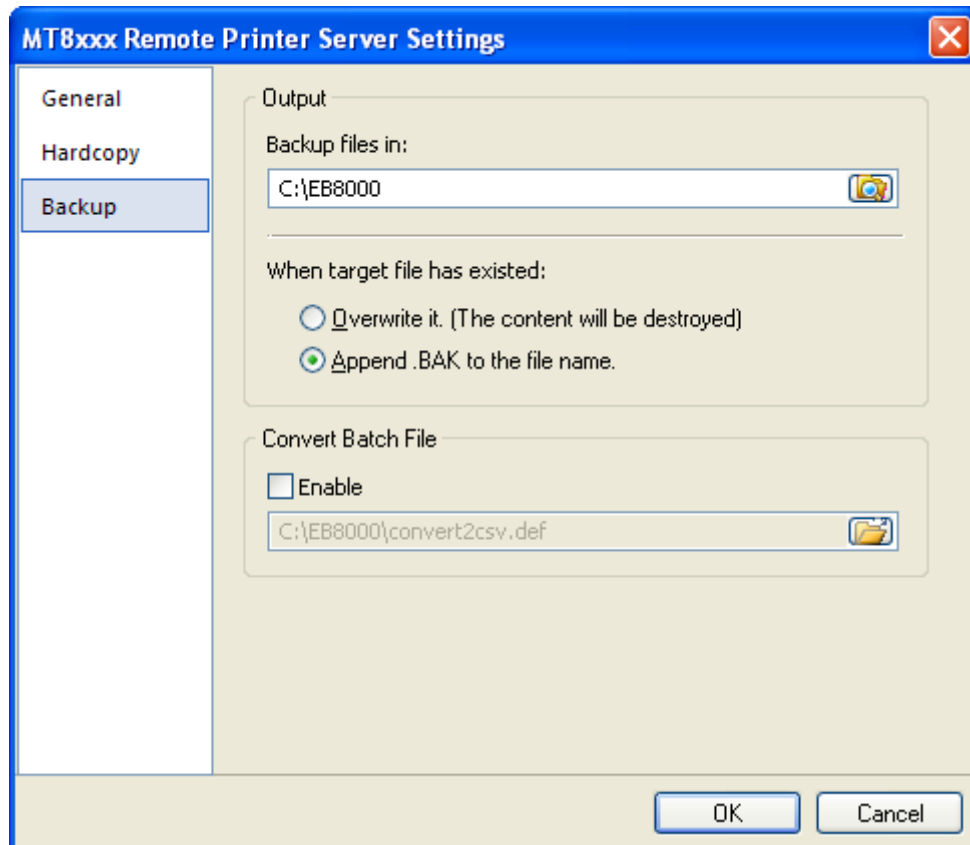 MT8xxx Remote Printer Server Settings
General
Hardcopy
Backup
Output
Backup files in:
C:\EB8000
When target file has existed:
Overwrite it. (The content will be destroyed)
Append .BAK to the file name.
Convert Batch File
Enable
C:\EB8000\convert2csv.def
OK
Cancel